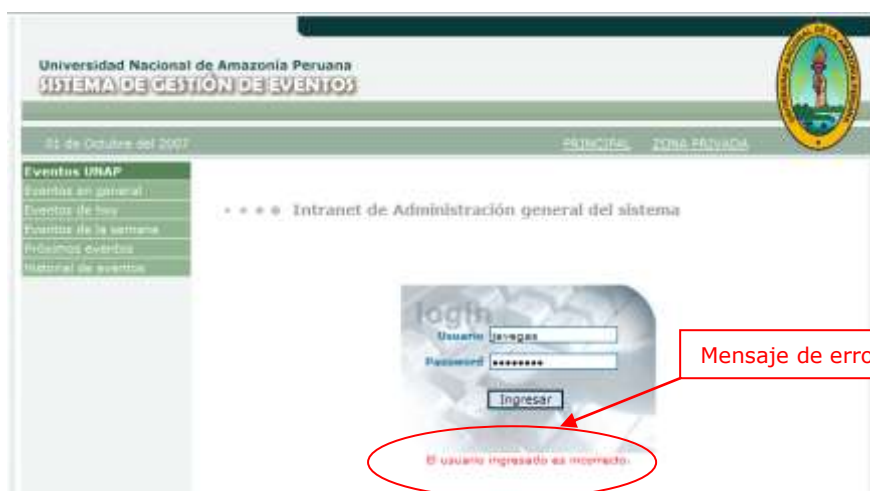 Universidad Nacional de Amazonia Peruana
SISTEMA DE GESTIÓN DE EVENTOS
01 de Octubre del 2007
PRINCIPAL ZONA PRIVADA
Eventos UNAP
Eventos en general
Eventos de hoy
Eventos de la semana
Próximos eventos
Historial de eventos
Intranet de Administración general del sistema
login
Usuario javegas
Password ••••••••
Ingresar
Mensaje de erro
El usuario ingresado es incorrecto.